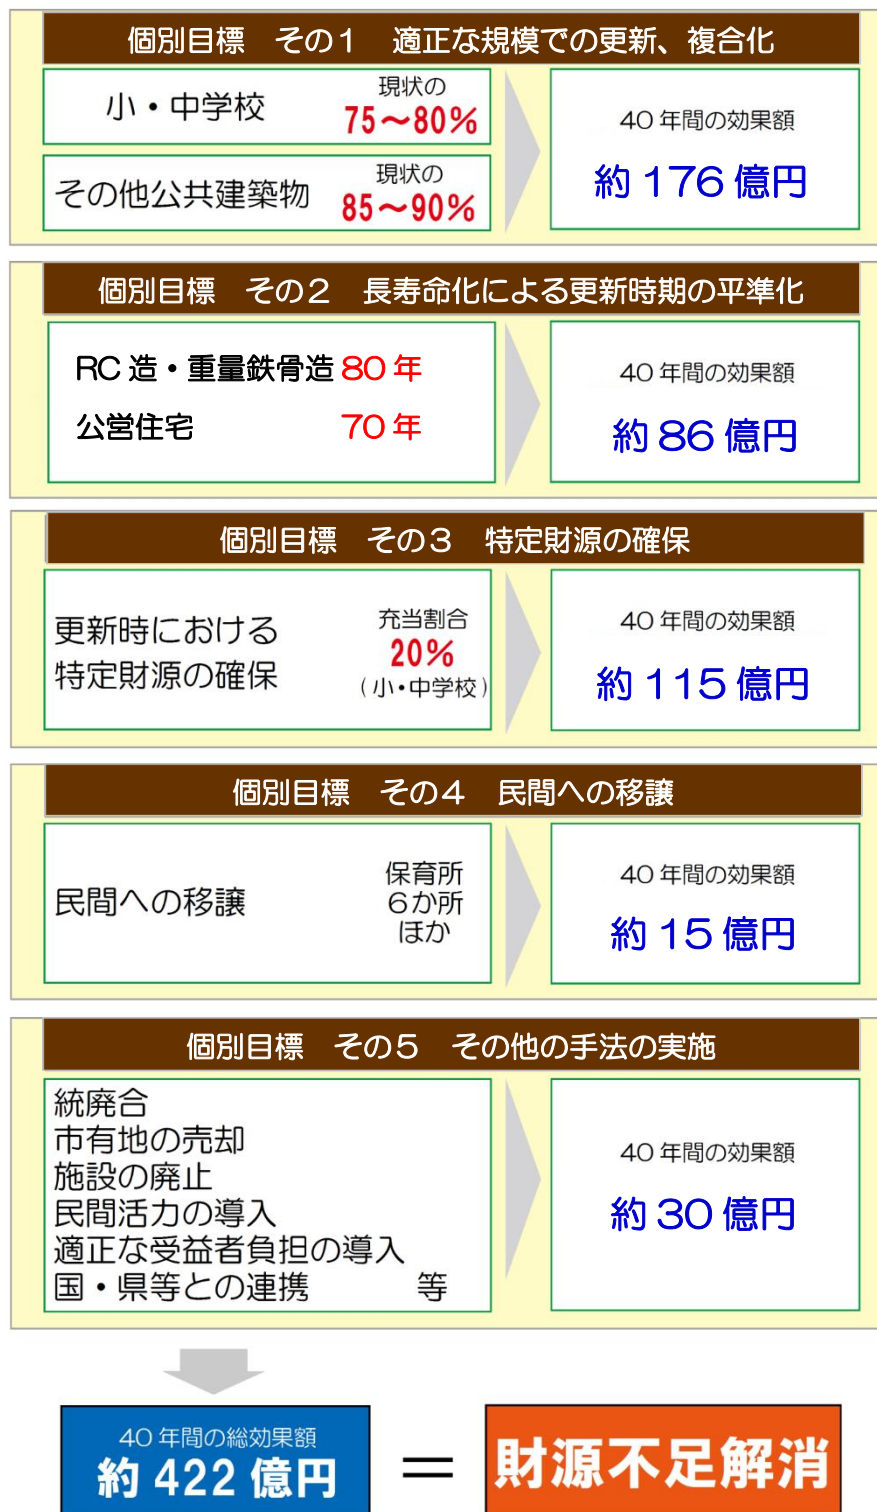 個別目標　その１　適正な規模での更新、複合化
小・中学校
現状の
75～80%
その他公共建築物
現状の
85～90%
40年間の効果額
約176億円
個別目標　その２　長寿命化による更新時期の平準化
RC造・重量鉄骨造 80年
公営住宅 70年
40年間の効果額
約86億円
個別目標　その３　特定財源の確保
更新時における
特定財源の確保
充当割合
20%
（小・中学校）
40年間の効果額
約115億円
個別目標　その４　民間への移譲
民間への移譲
保育所
６か所
ほか
40年間の効果額
約15億円
個別目標　その５　その他の手法の実施
統廃合
市有地の売却
施設の廃止
民間活力の導入
適正な受益者負担の導入
国・県等との連携　　　等
40年間の効果額
約30億円
40年間の総効果額
約422億円
＝
財源不足解消